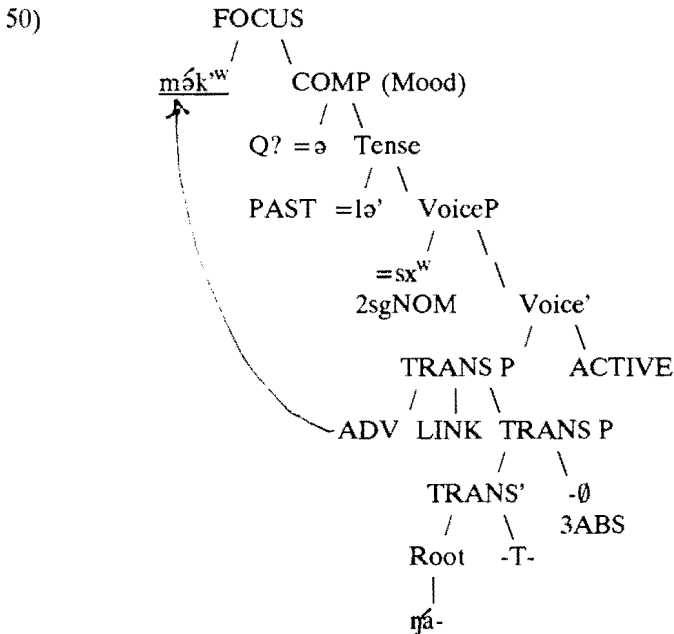 50) FOCUS
mə́k'ʷ COMP (Mood)
Q? =ə Tense
PAST =lə' VoiceP
=sxʷ
2sgNOM Voice'
TRANS P ACTIVE
ADV LINK TRANS P
TRANS' -∅
3ABS
Root -T-
ŋá-